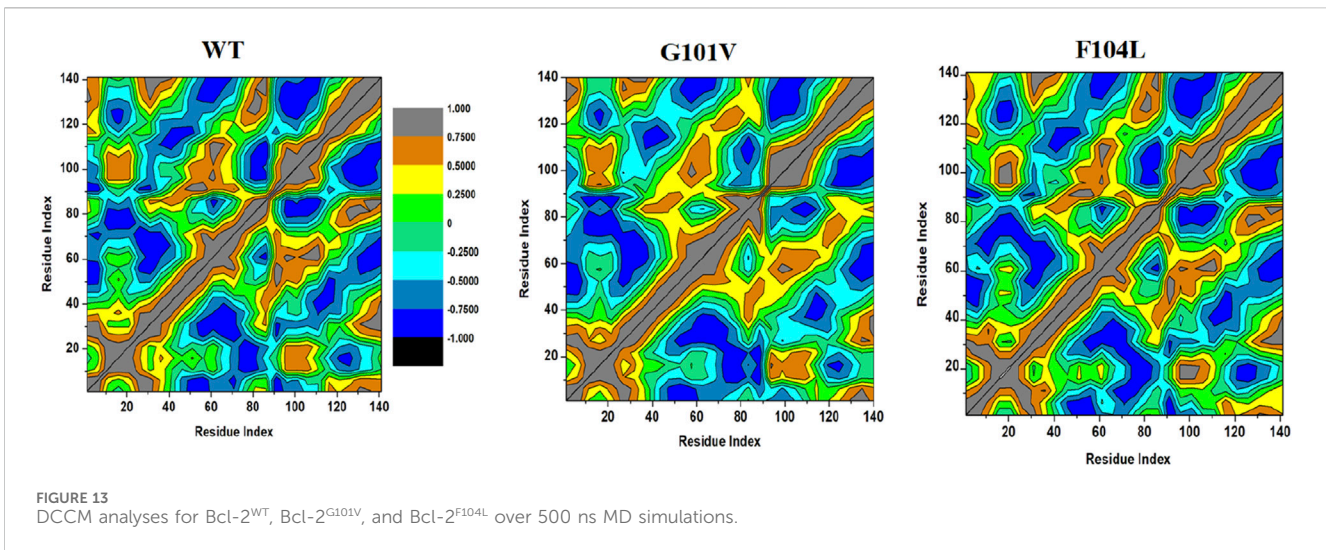 WT
G101V
F104L
Residue Index
140
120
100
80
60
40
20
20 40 60 80 100 120 140
Residue Index
1.000
0.7500
0.5000
0.2500
0
-0.2500
-0.5000
-0.7500
-1.000
Residue Index
140
120
100
80
60
40
20
20 40 60 80 100 120 140
Residue Index
Residue Index
140
120
100
80
60
40
20
20 40 60 80 100 120 140
Residue Index
FIGURE 13
DCCM analyses for Bcl-2WT, Bcl-2G101V, and Bcl-2F104L over 500 ns MD simulations.